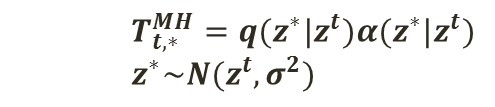 T^{MH}_{t,*} = q(z^*|z^t)α(z^*|z^t)
z^*~N(z^t, σ^2)